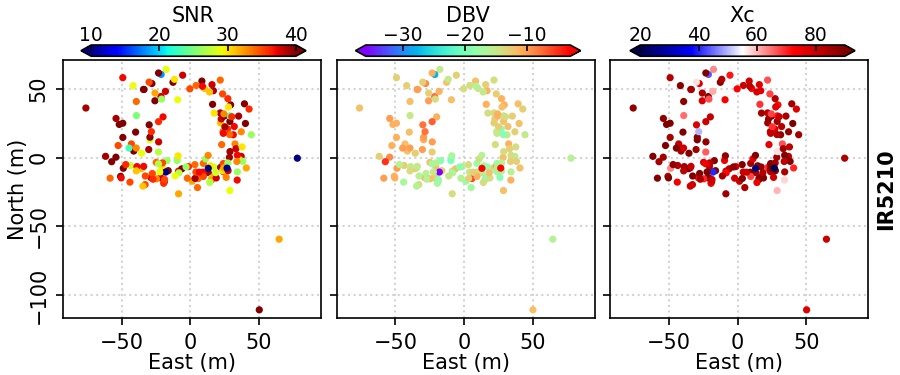 SNR DBV Xc
10 20 30 40 −30 −20 −10 20 40 60 80
50
0
−50
−100
North (m)
IR5210
−50 0 50 −50 0 50 −50 0 50
East (m) East (m) East (m)